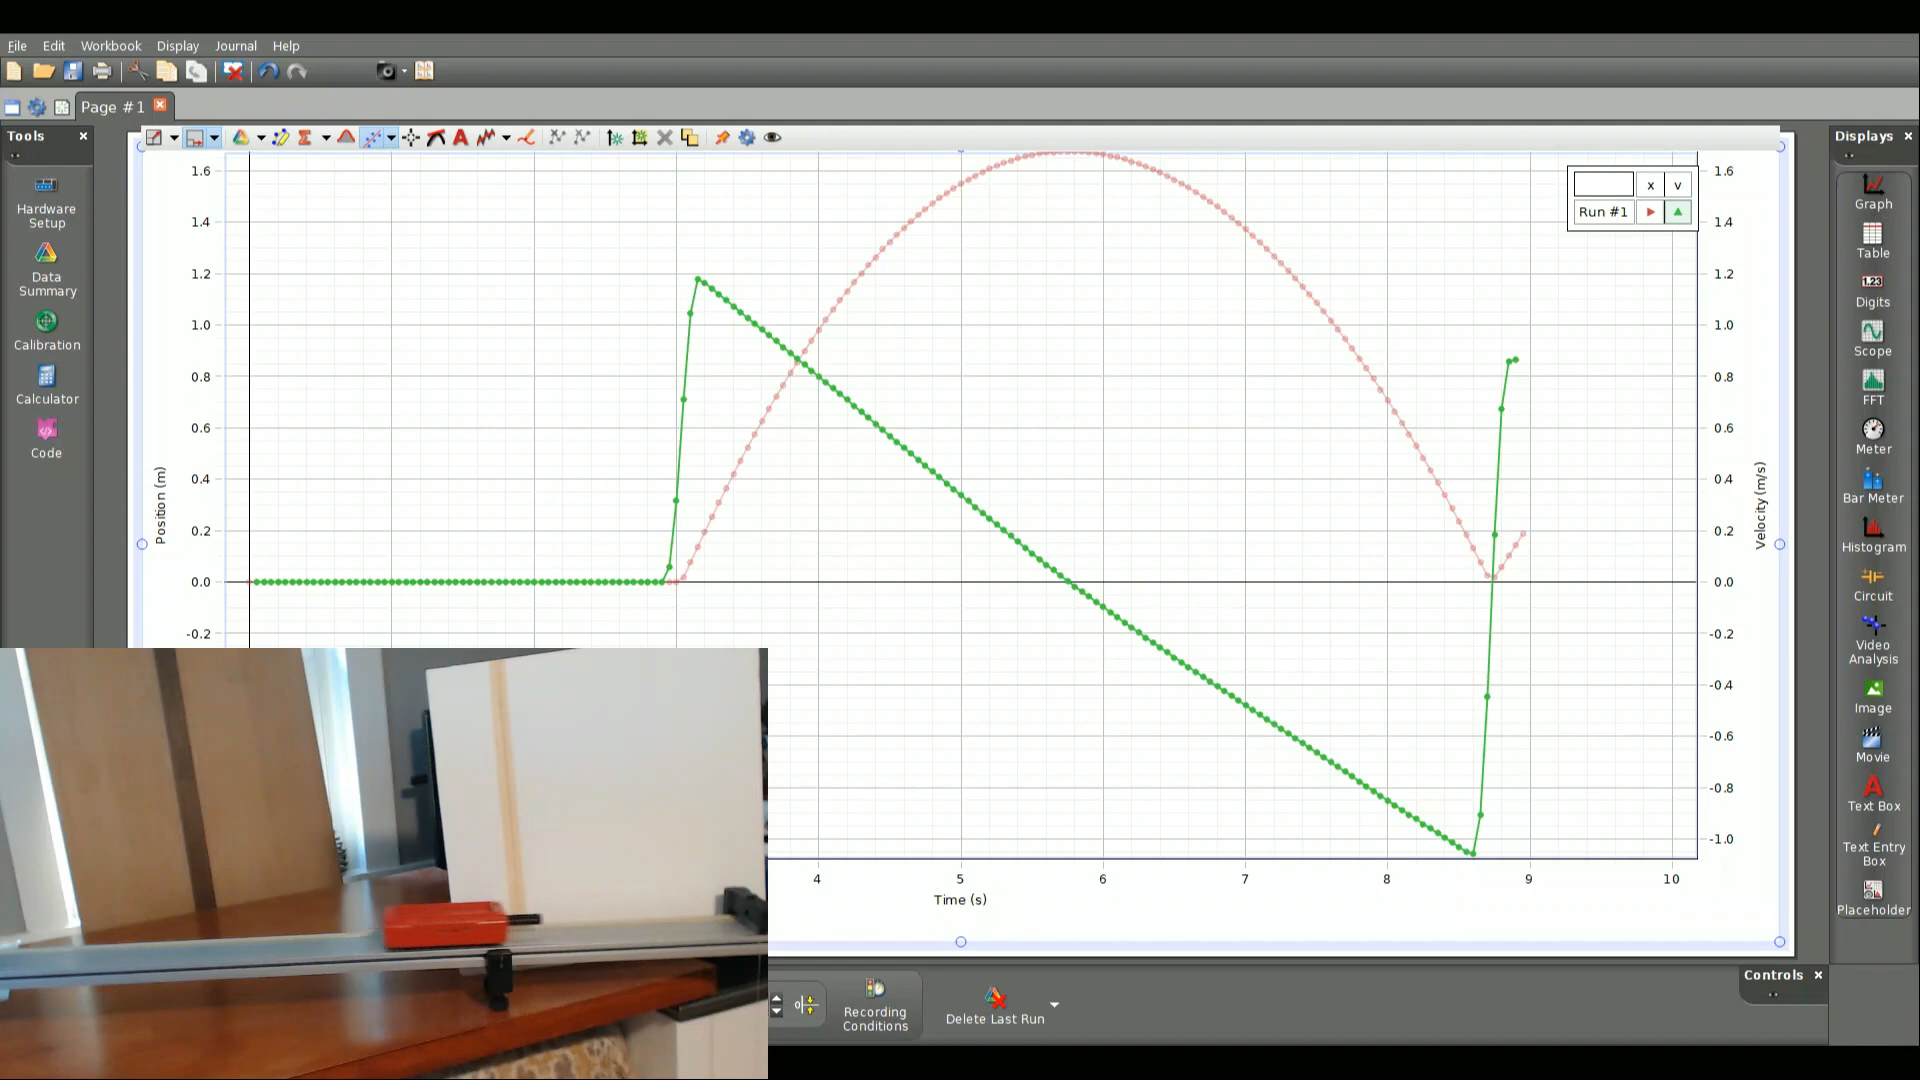 File Edit Workbook Display Journal Help
Page #1
Tools
Hardware
Setup
Data
Summary
Calibration
Calculator
Code
Position (m)
1.6
1.4
1.2
1.0
0.8
0.6
0.4
0.2
0.0
-0.2
x v
Run #1
1.6
1.4
1.2
1.0
0.8
0.6
0.4
0.2
0.0
-0.2
-0.4
-0.6
-0.8
-1.0
Velocity (m/s)
4 5 6 7 8 9 10
Time (s)
Displays
Graph
Table
1.23
Digits
Scope
FFT
Meter
Bar Meter
Histogram
Circuit
Video
Analysis
Image
Movie
Text Box
Text Entry
Box
Placeholder
Recording
Conditions
Delete Last Run
Controls